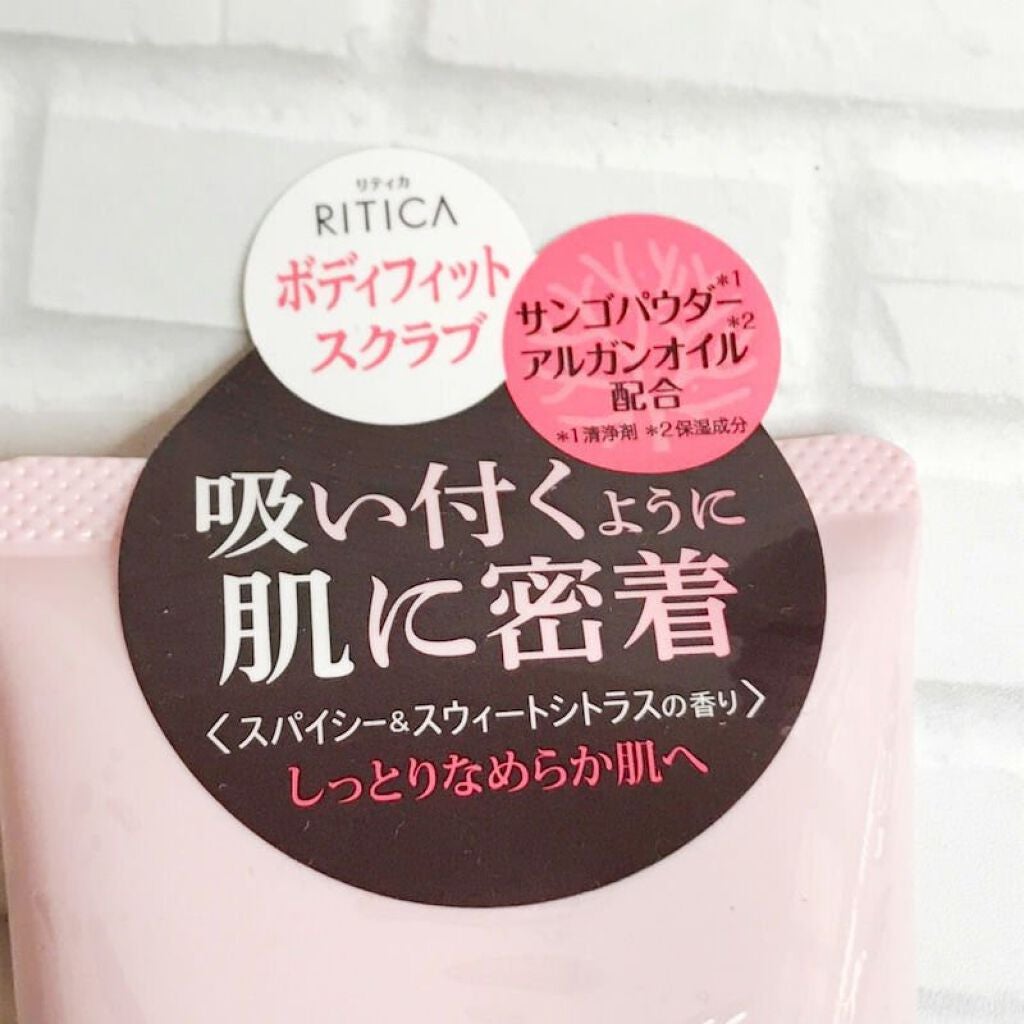 リティカ
RITICA
ボディフィット
スクラブ
サンゴパウダー*1
アルガンオイル*2
配合
*1清浄剤 *2保湿成分
吸い付くように
肌に密着
〈スパイシー&スウィートシトラスの香り〉
しっとりなめらか肌へ